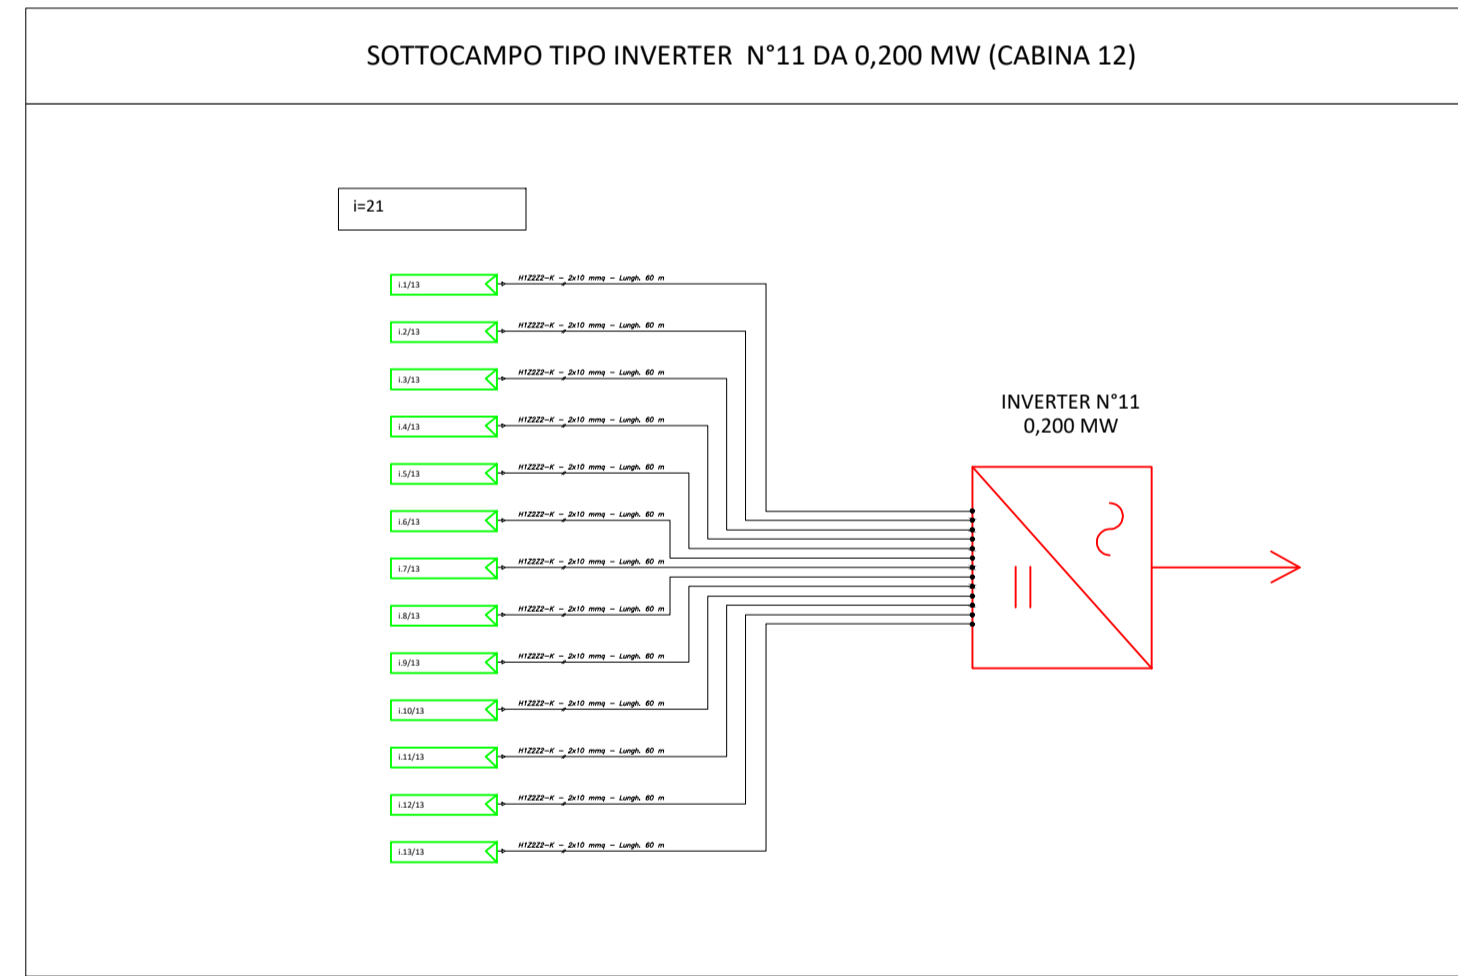 SOTTOCAMPO TIPO INVERTER N°11 DA 0,200 MW (CABINA 12)
i=21
i.1/13 H1Z2Z2-K - 2x10 mmq - Lungh. 60 m
i.2/13 H1Z2Z2-K - 2x10 mmq - Lungh. 60 m
i.3/13 H1Z2Z2-K - 2x10 mmq - Lungh. 60 m
i.4/13 H1Z2Z2-K - 2x10 mmq - Lungh. 60 m
i.5/13 H1Z2Z2-K - 2x10 mmq - Lungh. 60 m
i.6/13 H1Z2Z2-K - 2x10 mmq - Lungh. 60 m
i.7/13 H1Z2Z2-K - 2x10 mmq - Lungh. 60 m
i.8/13 H1Z2Z2-K - 2x10 mmq - Lungh. 60 m
i.9/13 H1Z2Z2-K - 2x10 mmq - Lungh. 60 m
i.10/13 H1Z2Z2-K - 2x10 mmq - Lungh. 60 m
i.11/13 H1Z2Z2-K - 2x10 mmq - Lungh. 60 m
i.12/13 H1Z2Z2-K - 2x10 mmq - Lungh. 60 m
i.13/13 H1Z2Z2-K - 2x10 mmq - Lungh. 60 m
INVERTER N°11
0,200 MW